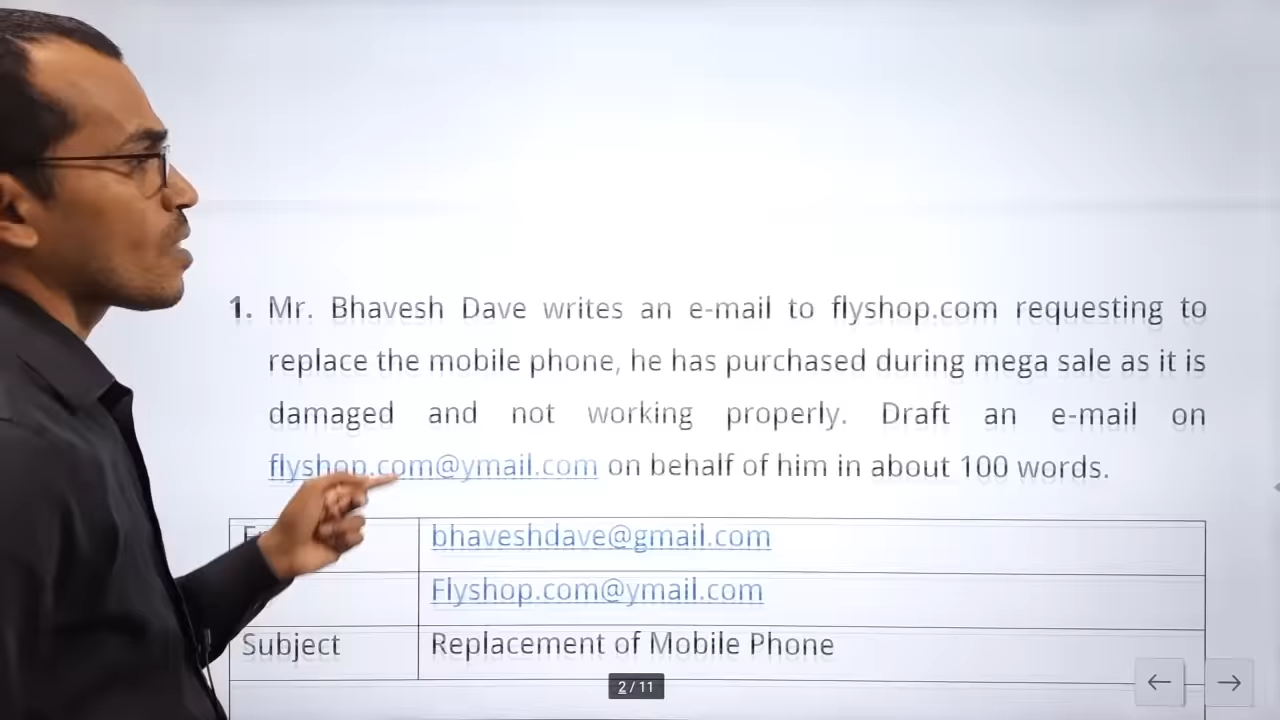 1. Mr. Bhavesh Dave writes an e-mail to flyshop.com requesting to
replace the mobile phone, he has purchased during mega sale as it is
damaged and not working properly. Draft an e-mail on
flyshop.com@ymail.com on behalf of him in about 100 words.
bhaveshdave@gmail.com
Flyshop.com@ymail.com
Subject Replacement of Mobile Phone
2 / 11
← →